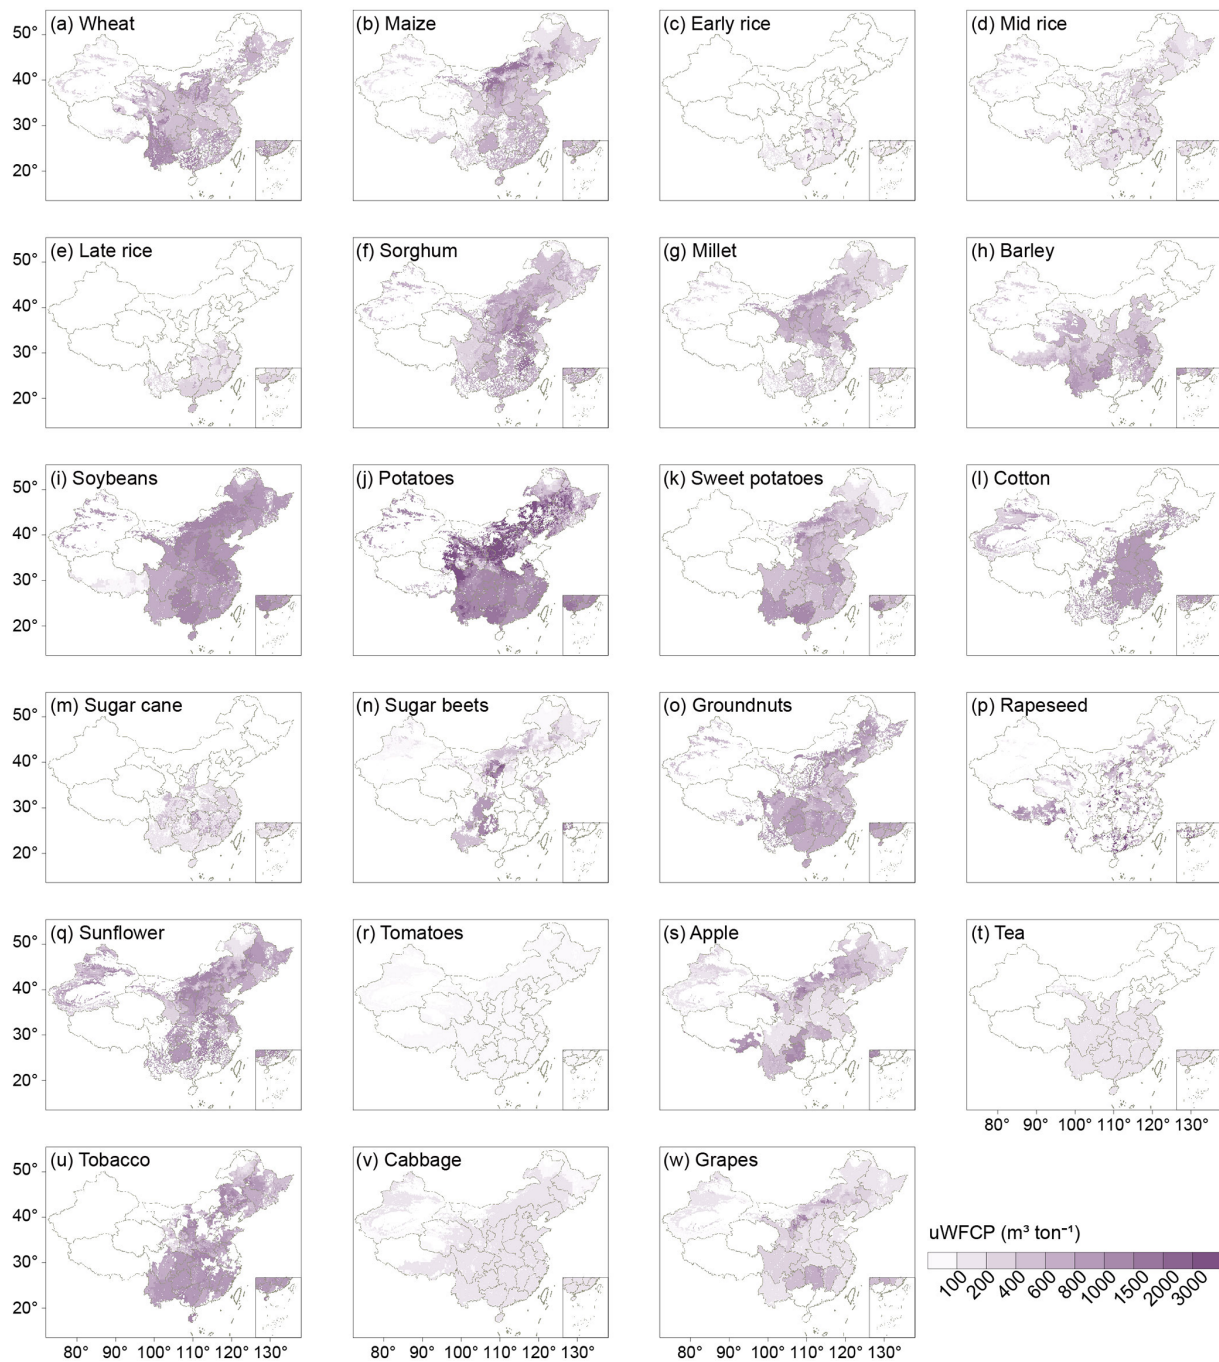 (a) Wheat
(b) Maize
(c) Early rice
(d) Mid rice
50°
40°
30°
20°
(e) Late rice
(f) Sorghum
(g) Millet
(h) Barley
50°
40°
30°
20°
(i) Soybeans
(j) Potatoes
(k) Sweet potatoes
(l) Cotton
50°
40°
30°
20°
(m) Sugar cane
(n) Sugar beets
(o) Groundnuts
(p) Rapeseed
50°
40°
30°
20°
(q) Sunflower
(r) Tomatoes
(s) Apple
(t) Tea
50°
40°
30°
20°
80° 90° 100° 110° 120° 130°
(u) Tobacco
(v) Cabbage
(w) Grapes
50°
40°
30°
20°
80° 90° 100° 110° 120° 130°
80° 90° 100° 110° 120° 130°
80° 90° 100° 110° 120° 130°
uWFCP (m³ ton⁻¹)
100 200 400 600 800 1000 1500 2000 3000